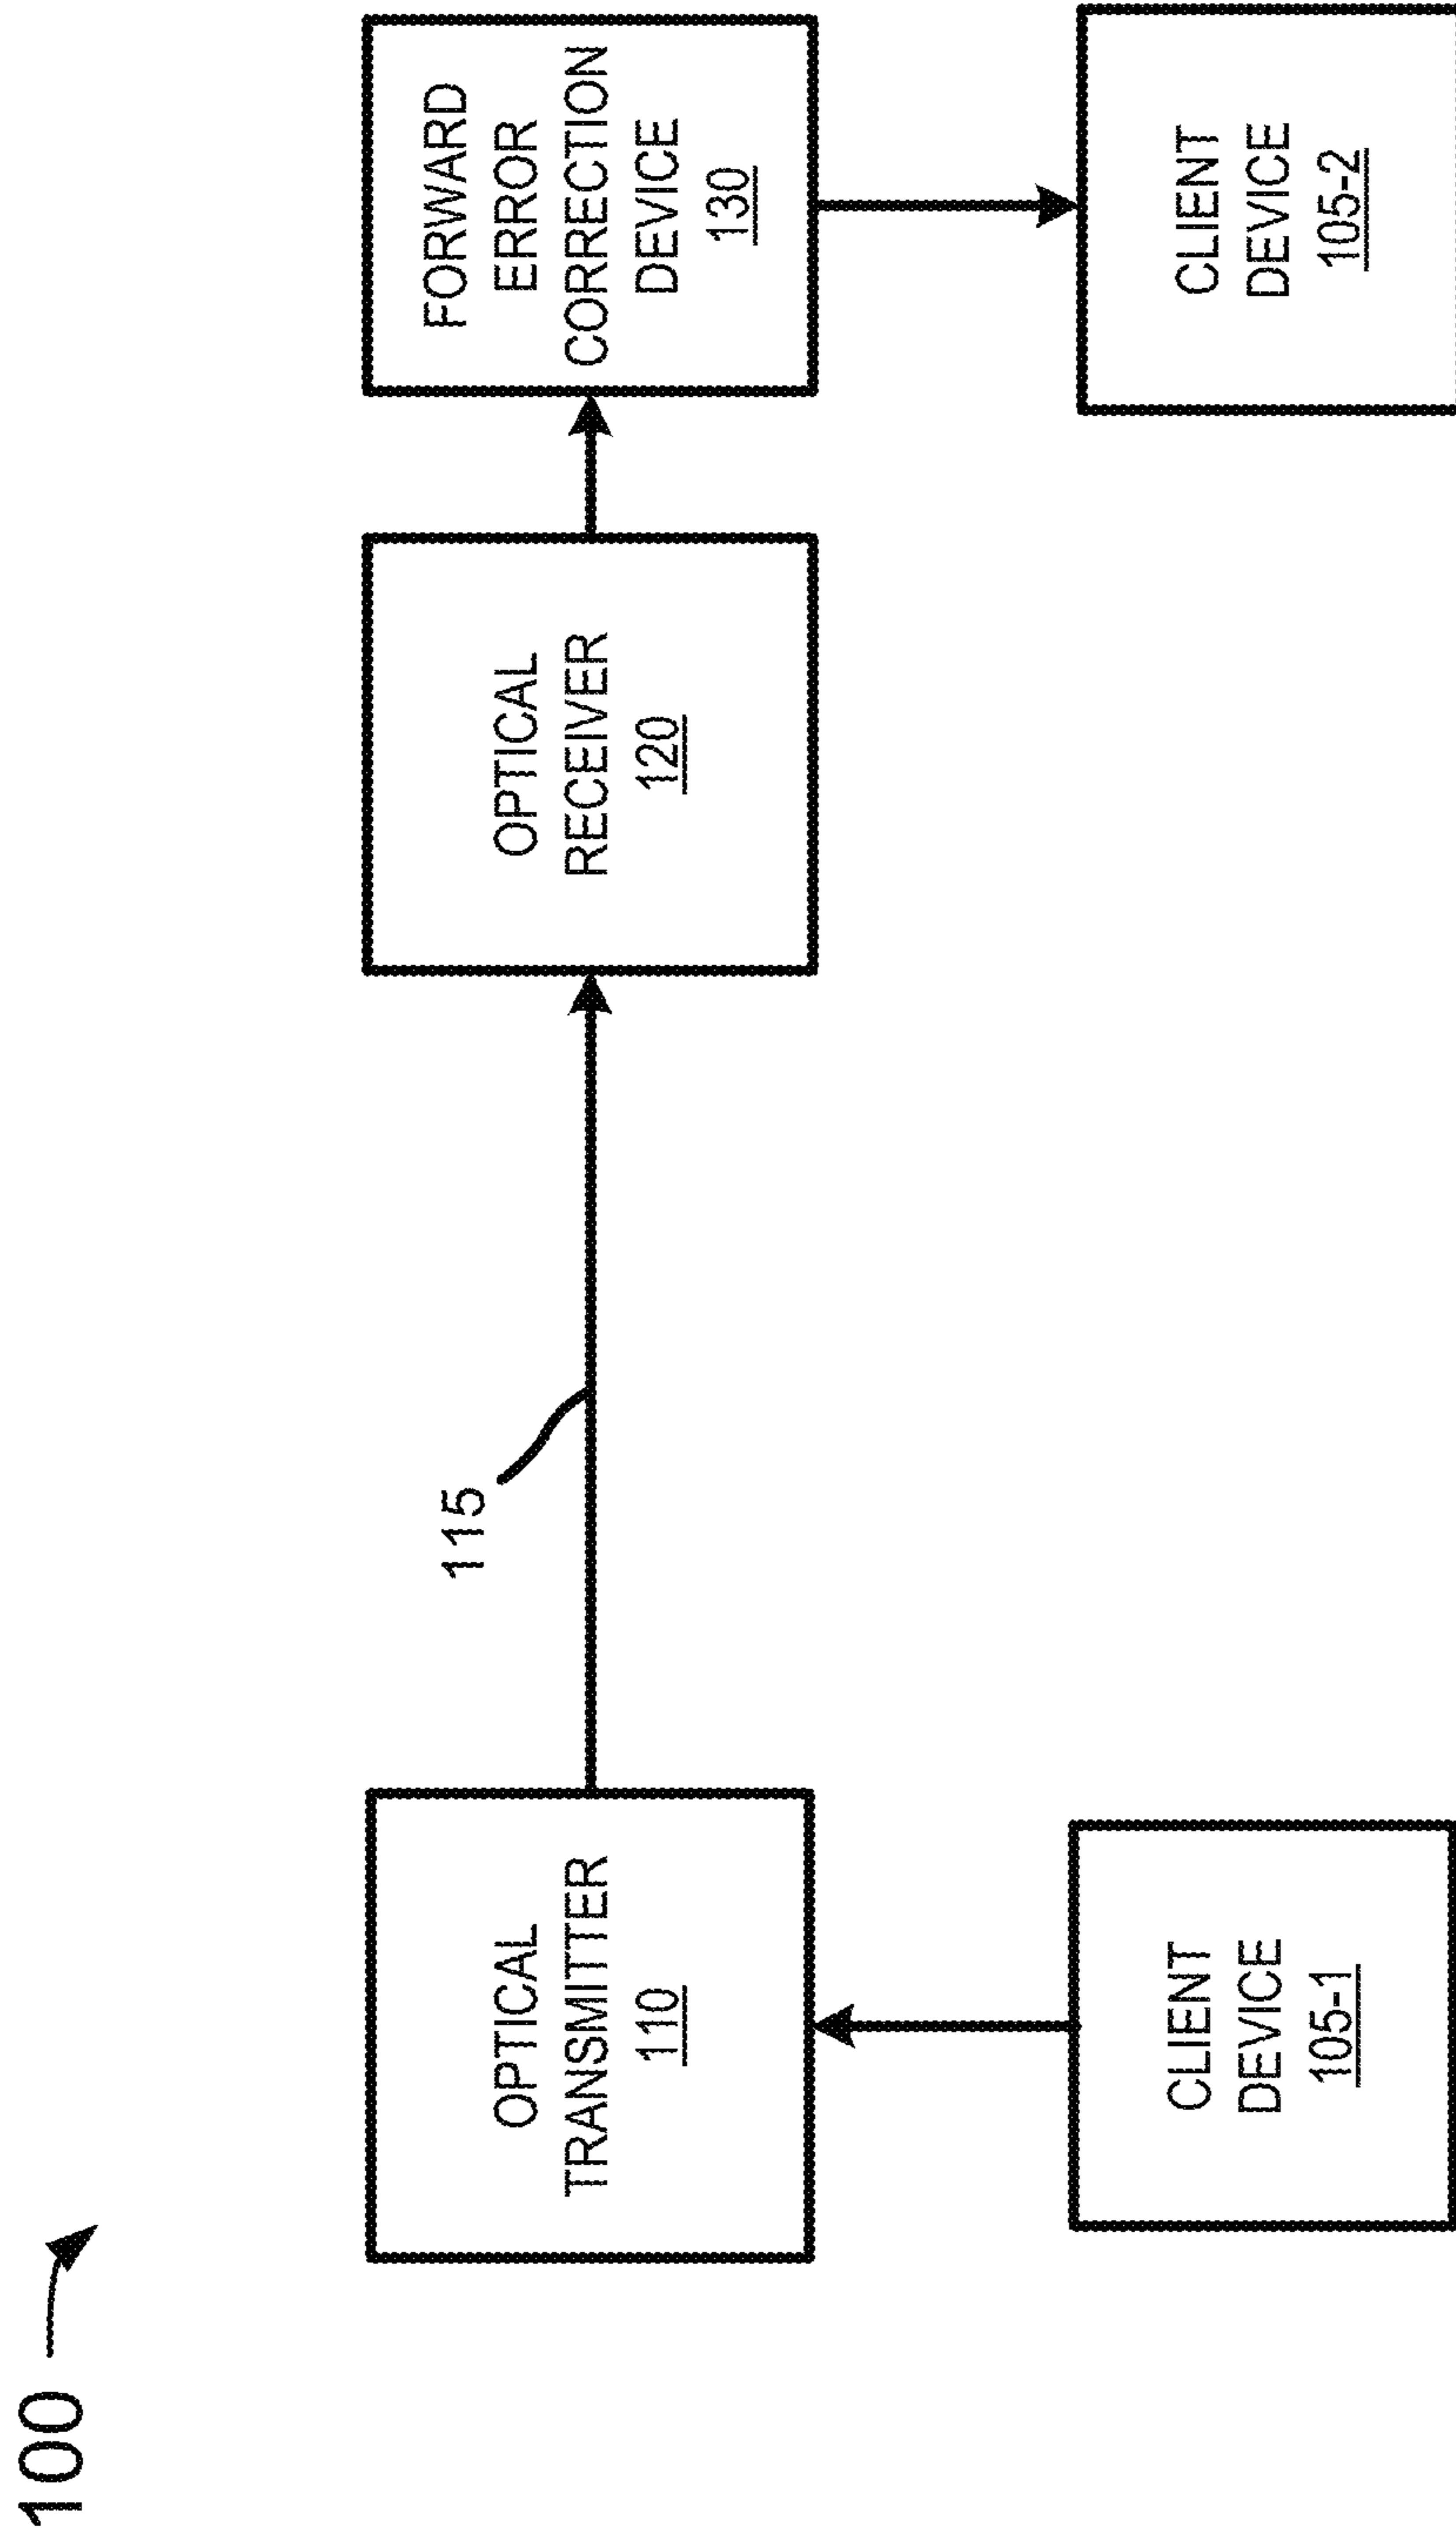 100
OPTICAL
TRANSMITTER
110
115
OPTICAL
RECEIVER
120
FORWARD
ERROR
CORRECTION
DEVICE
130
CLIENT
DEVICE
105-1
CLIENT
DEVICE
105-2